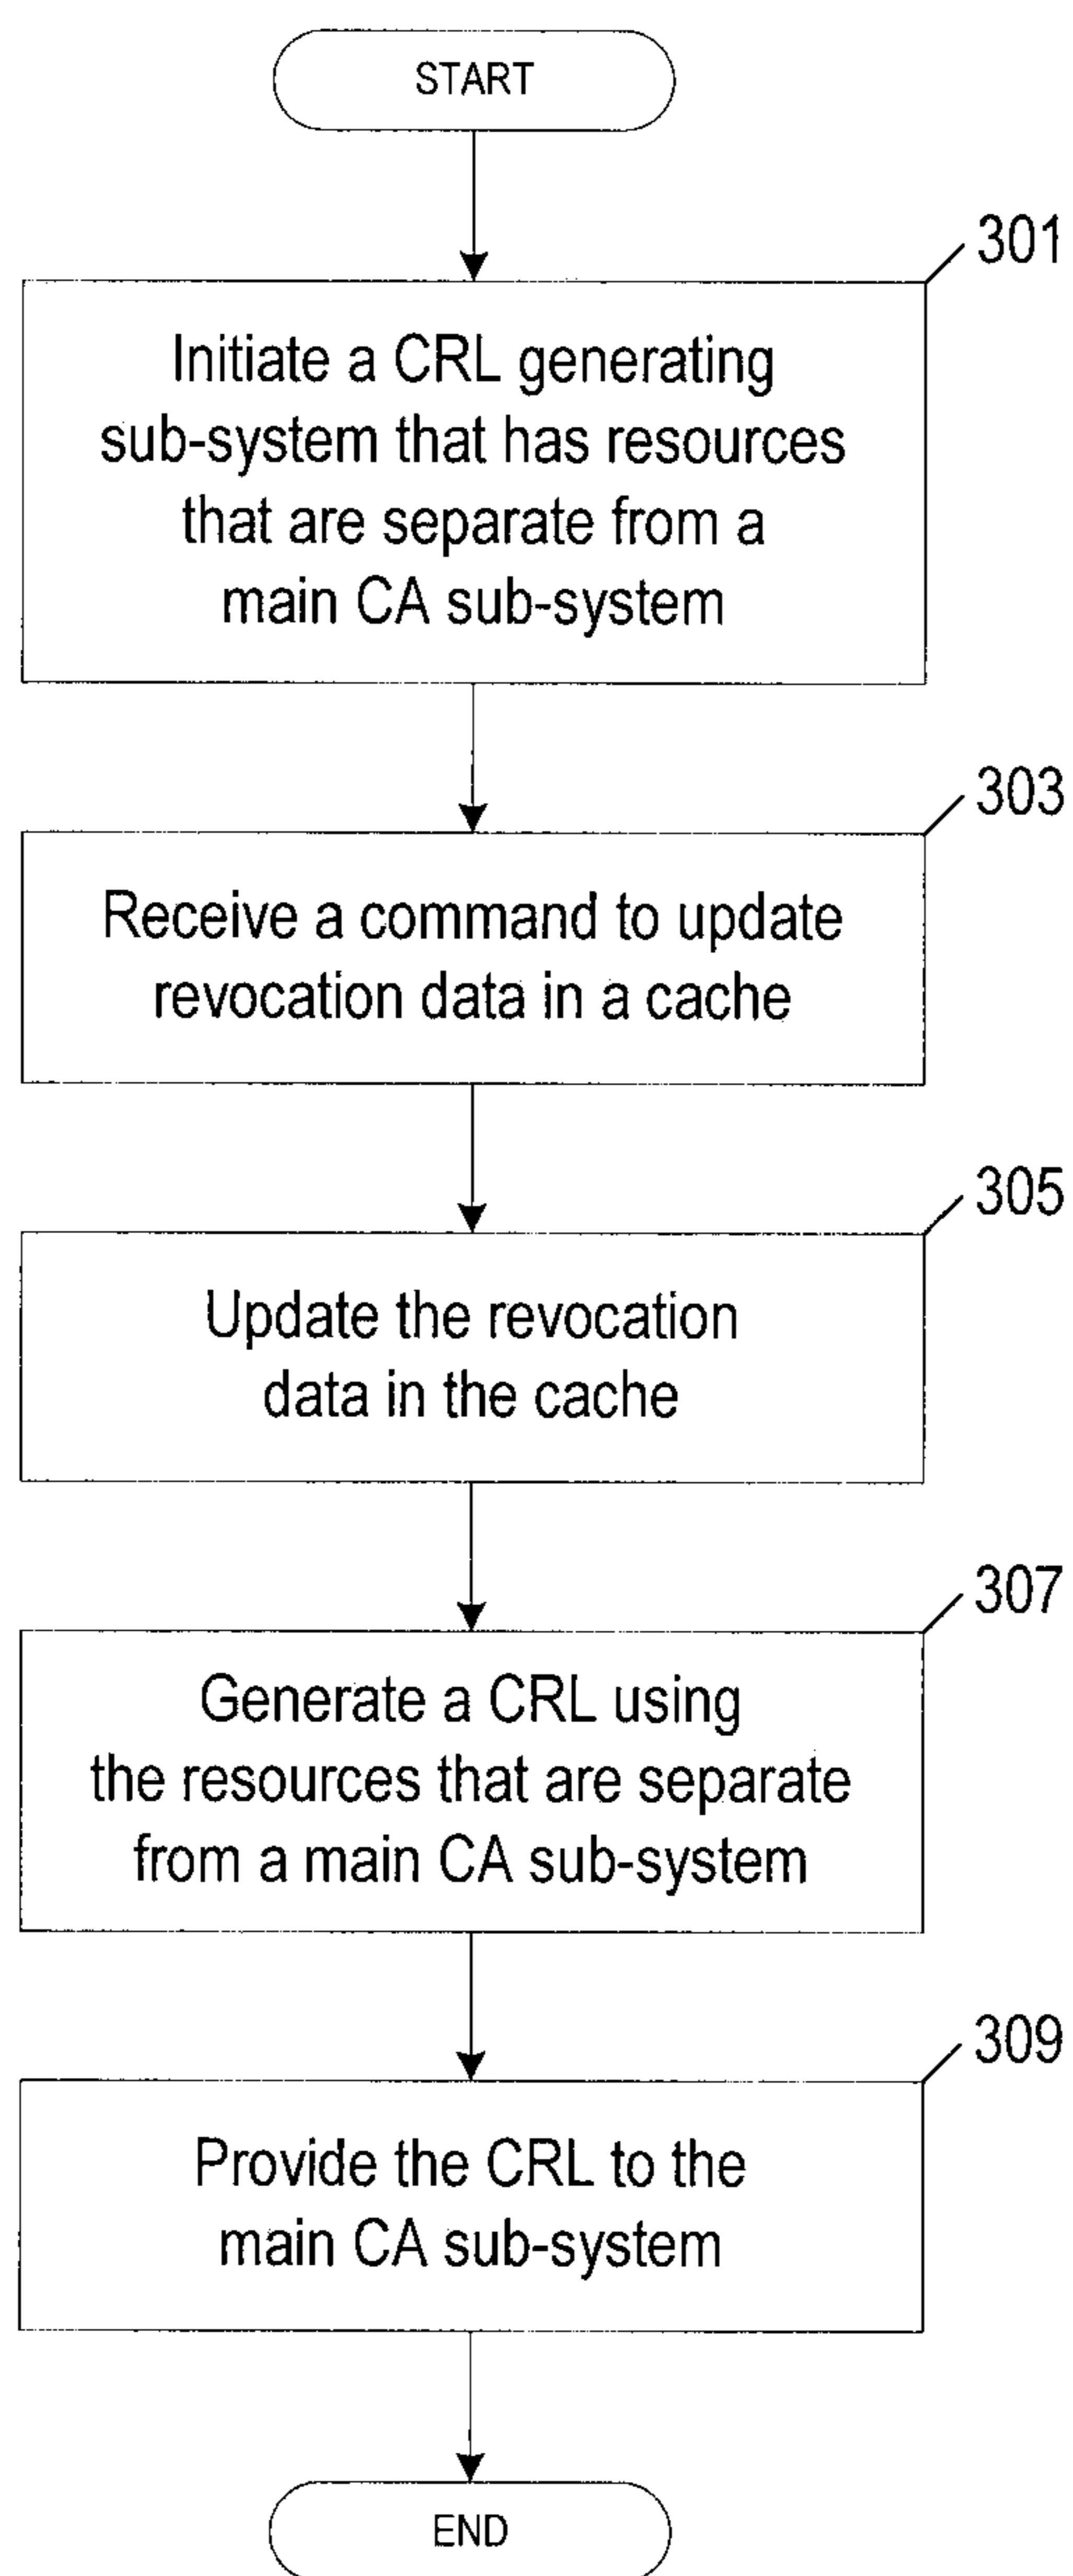 START
301
Initiate a CRL generating
sub-system that has resources
that are separate from a
main CA sub-system
303
Receive a command to update
revocation data in a cache
305
Update the revocation
data in the cache
307
Generate a CRL using
the resources that are separate
from a main CA sub-system
309
Provide the CRL to the
main CA sub-system
END